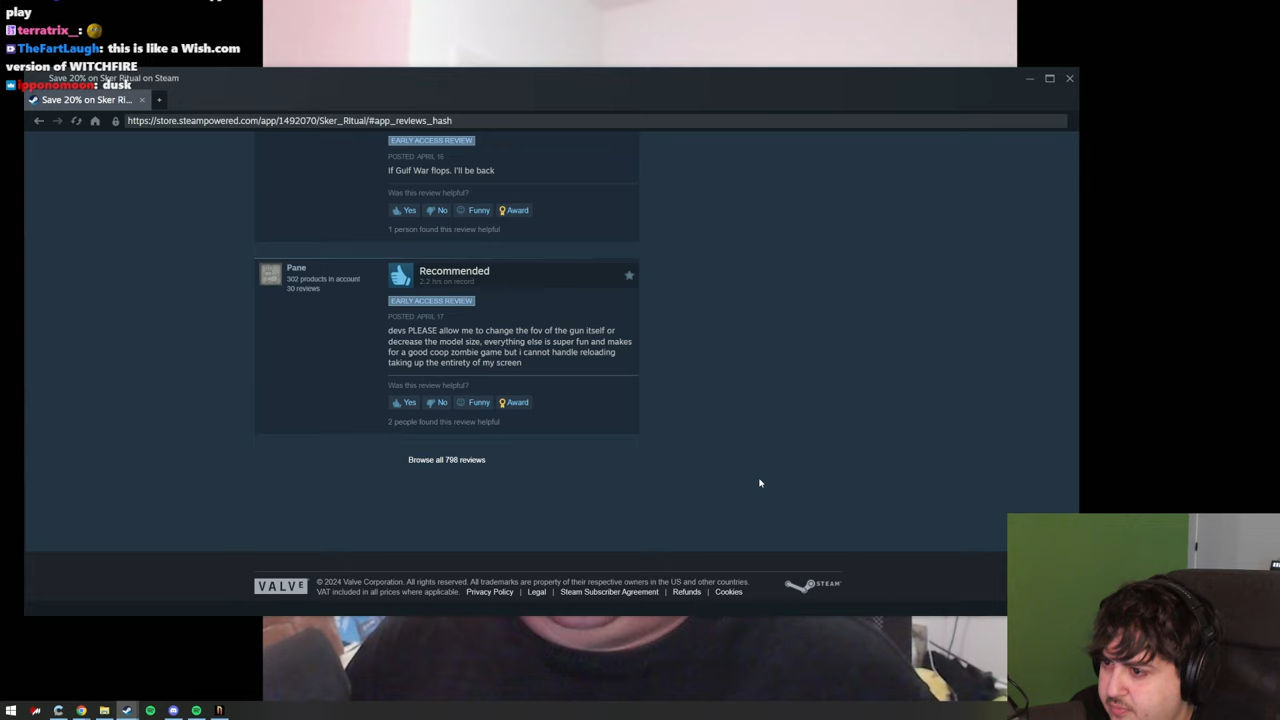 play
terratrix__:
TheFartLaugh: this is like a Wish.com
version of WITCHFIRE
ipponomoon: dusk
Save 20% on Sker Ritual on Steam
Save 20% on Sker Ri...
https://store.steampowered.com/app/1492070/Sker_Ritual/#app_reviews_hash
EARLY ACCESS REVIEW
POSTED APRIL 16
If Gulf War flops. I'll be back
Was this review helpful?
Yes No Funny Award
1 person found this review helpful
Pane
302 products in account
30 reviews
Recommended
2.2 hrs on record
EARLY ACCESS REVIEW
POSTED APRIL 17
devs PLEASE allow me to change the fov of the gun itself or
decrease the model size, everything else is super fun and makes
for a good coop zombie game but i cannot handle reloading
taking up the entirety of my screen
Was this review helpful?
Yes No Funny Award
2 people found this review helpful
Browse all 798 reviews
VALVE
© 2024 Valve Corporation. All rights reserved. All trademarks are property of their respective owners in the US and other countries.
VAT included in all prices where applicable. Privacy Policy | Legal | Steam Subscriber Agreement | Refunds | Cookies
STEAM